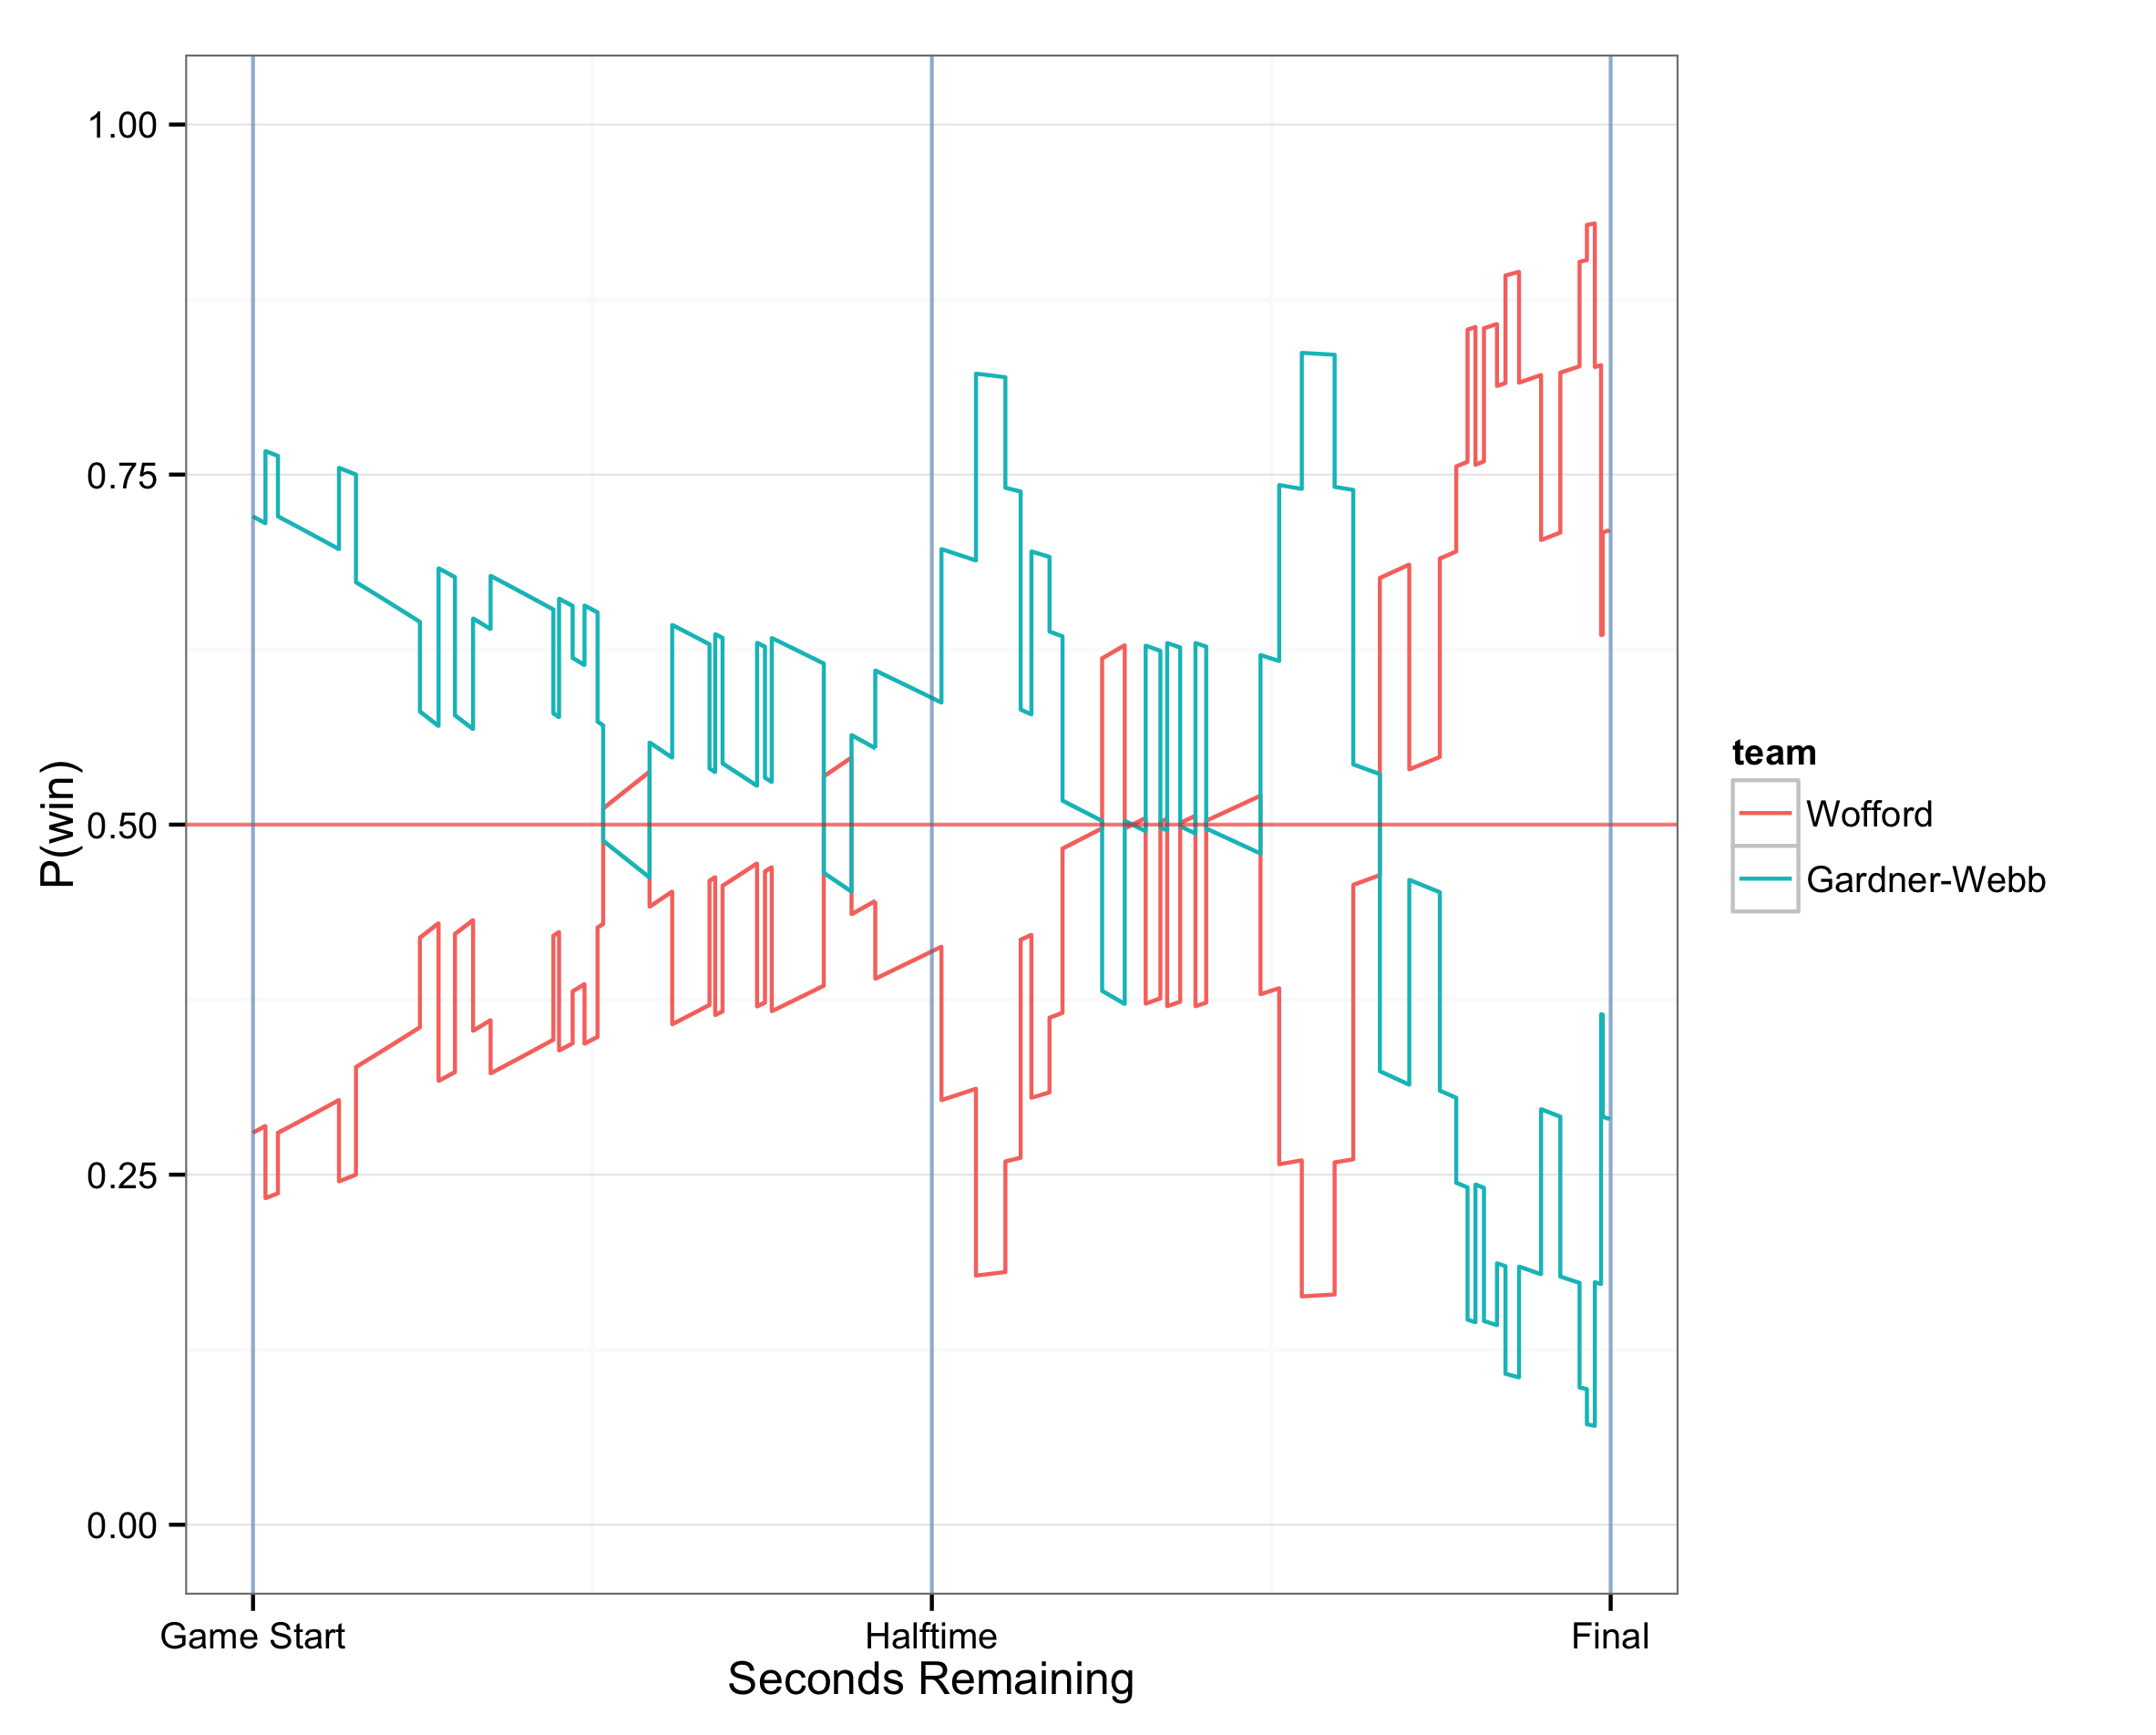 1.00
0.75
0.50
0.25
0.00
P(win)
Game Start
Halftime
Final
Seconds Remaining
team
Wofford
Gardner-Webb